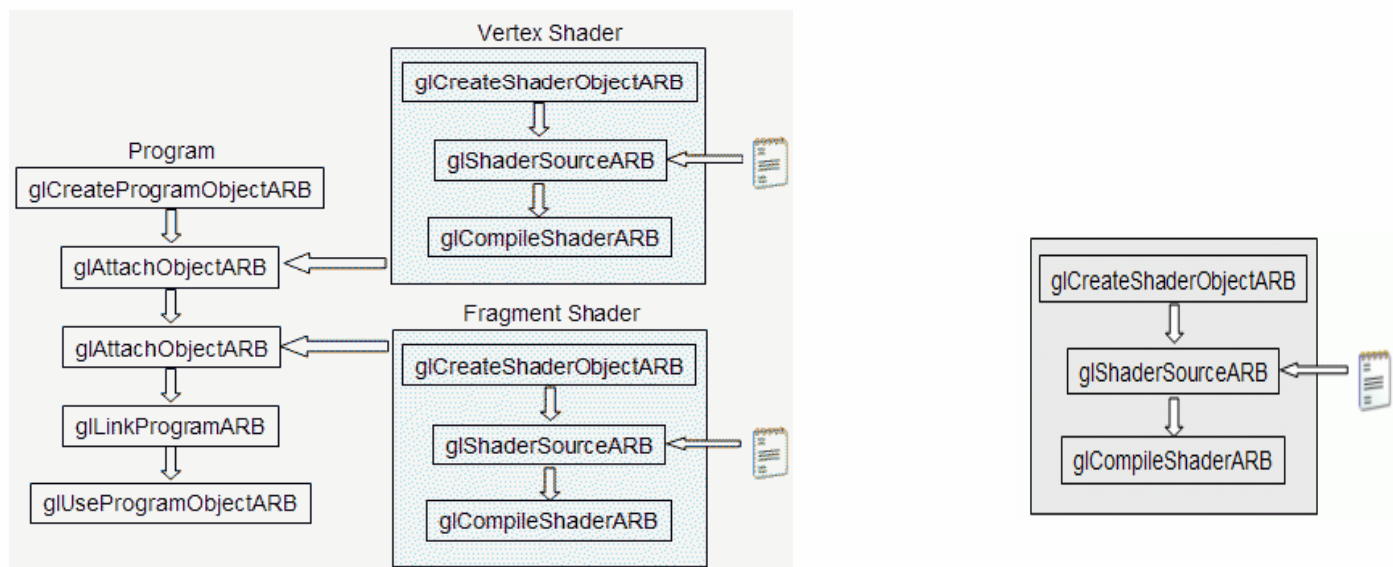 Vertex Shader
glCreateShaderObjectARB
glShaderSourceARB
glCompileShaderARB
Program
glCreateProgramObjectARB
glAttachObjectARB
glAttachObjectARB
glLinkProgramARB
glUseProgramObjectARB
Fragment Shader
glCreateShaderObjectARB
glShaderSourceARB
glCompileShaderARB
glCreateShaderObjectARB
glShaderSourceARB
glCompileShaderARB